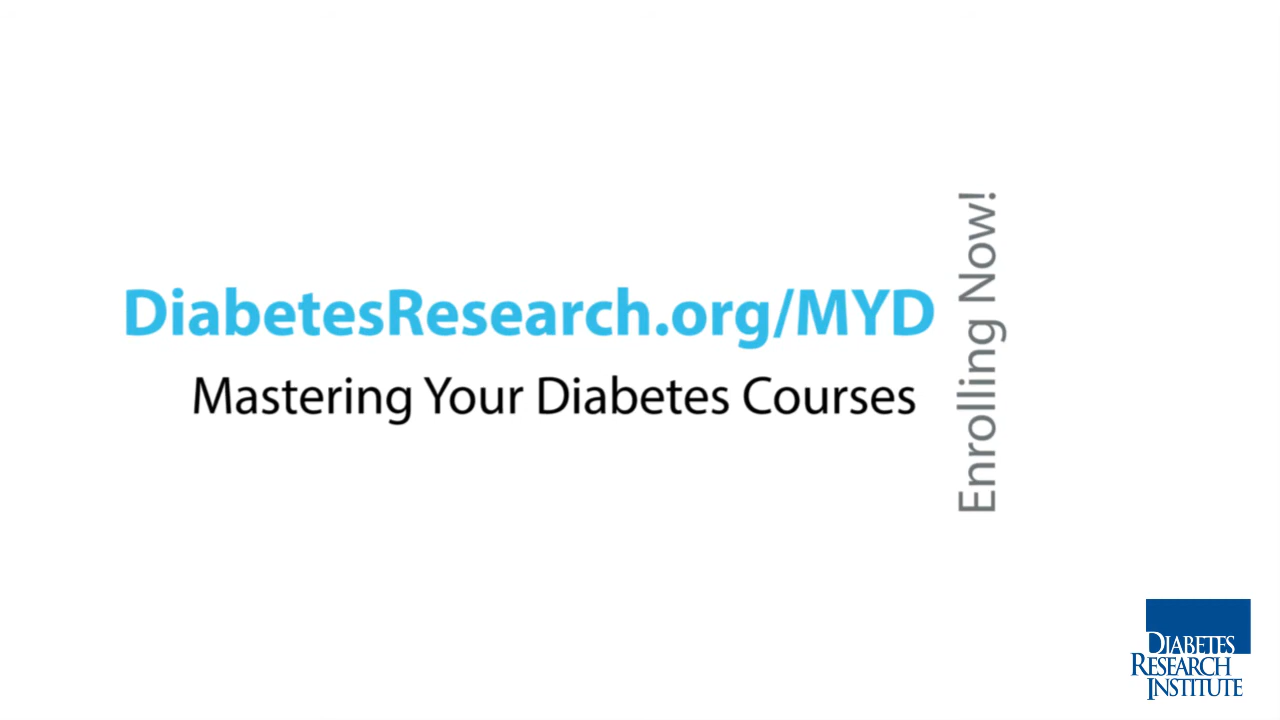 DiabetesResearch.org/MYD
Mastering Your Diabetes Courses
Enrolling Now!
DIABETES
RESEARCH
INSTITUTE